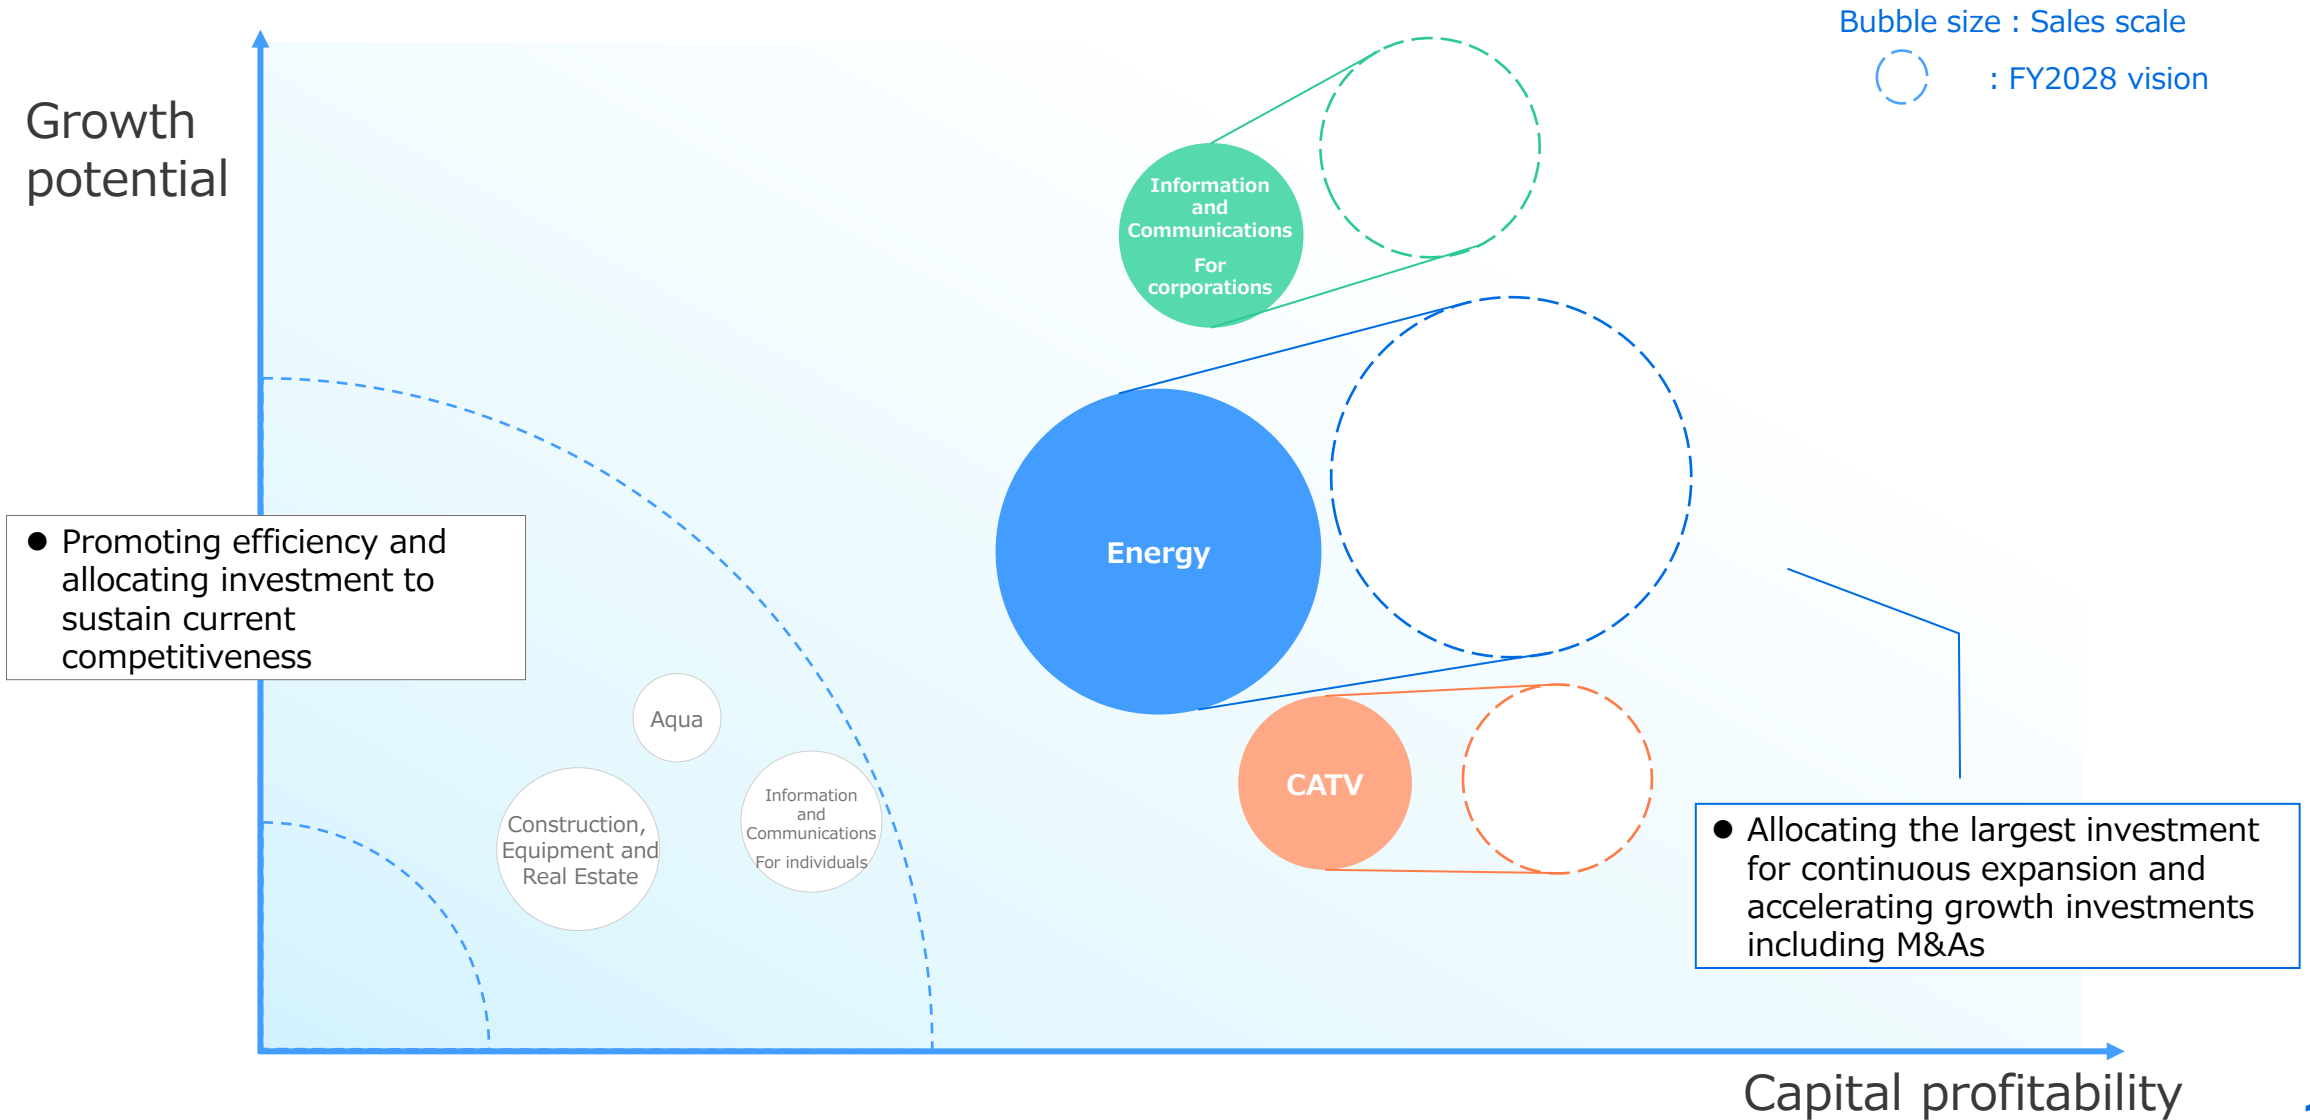 Bubble size : Sales scale
: FY2028 vision
Growth
potential
Information
and
Communications
For
corporations
Energy
● Promoting efficiency and
allocating investment to
sustain current
competitiveness
Aqua
CATV
Information
and
Communications
For individuals
Construction,
Equipment and
Real Estate
● Allocating the largest investment
for continuous expansion and
accelerating growth investments
including M&As
Capital profitability